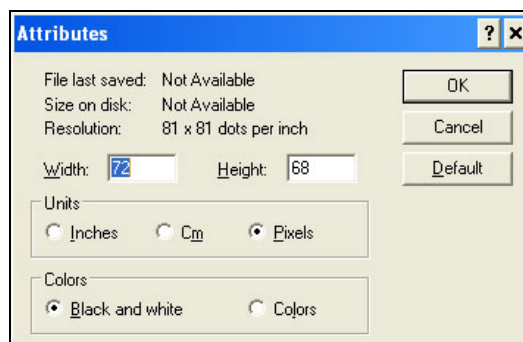 Attributes
File last saved: Not Available
Size on disk: Not Available
Resolution: 81 x 81 dots per inch
Width: 72 Height: 68
Units
Inches Cm Pixels
Colors
Black and white Colors
OK
Cancel
Default